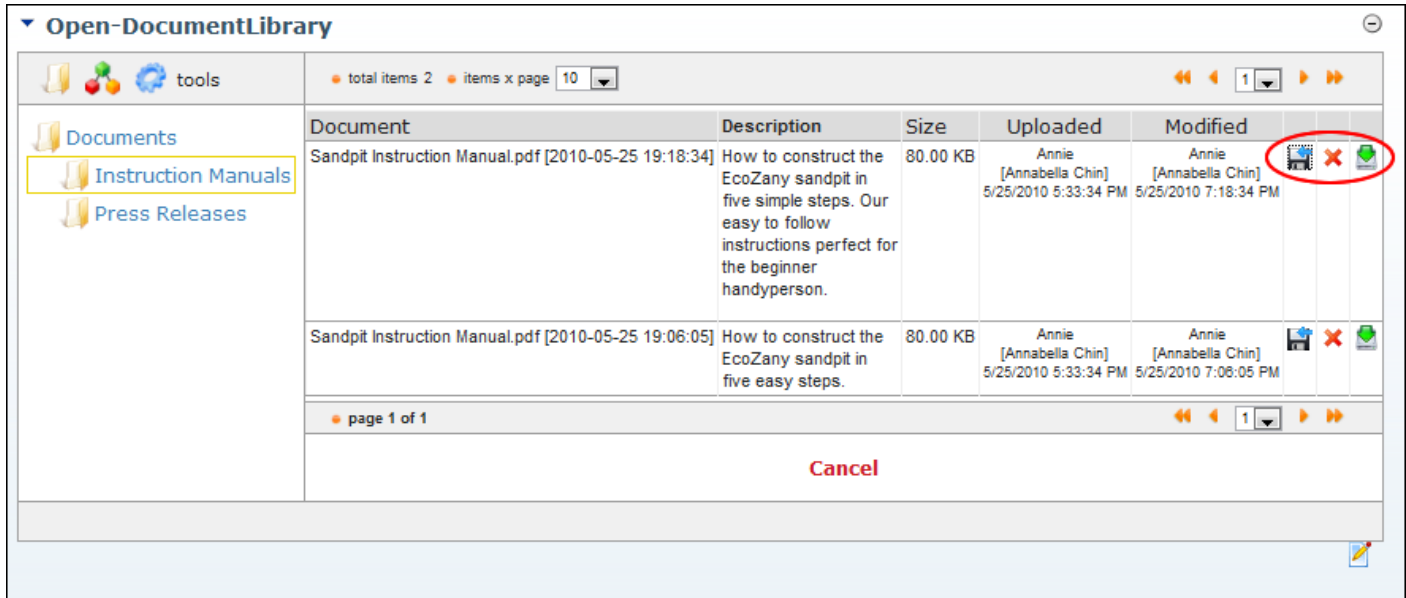 Open-DocumentLibrary
tools
total items 2 items x page 10
1
Documents
Instruction Manuals
Press Releases
Document Description Size Uploaded Modified
Sandpit Instruction Manual.pdf [2010-05-25 19:18:34] How to construct the 80.00 KB Annie Annie
EcoZany sandpit in [Annabella Chin] [Annabella Chin]
five simple steps. Our 5/25/2010 5:33:34 PM 5/25/2010 7:18:34 PM
easy to follow
instructions perfect for
the beginner
handyperson.
Sandpit Instruction Manual.pdf [2010-05-25 19:06:05] How to construct the 80.00 KB Annie Annie
EcoZany sandpit in [Annabella Chin] [Annabella Chin]
five easy steps. 5/25/2010 5:33:34 PM 5/25/2010 7:06:05 PM
page 1 of 1 1
Cancel